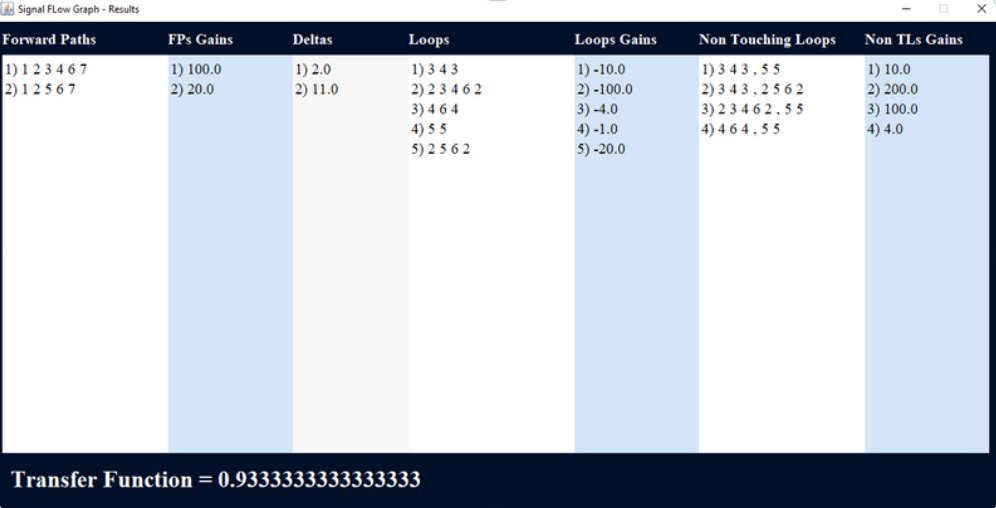 Signal FLow Graph - Results
Forward Paths FPs Gains Deltas Loops Loops Gains Non Touching Loops Non TLs Gains
1) 1 2 3 4 6 7 1) 100.0 1) 2.0 1) 3 4 3 1) -10.0 1) 3 4 3 , 5 5 1) 10.0
2) 1 2 5 6 7 2) 20.0 2) 11.0 2) 2 3 4 6 2 2) -100.0 2) 3 4 3 , 2 5 6 2 2) 200.0
3) 4 6 4 3) -4.0 3) 2 3 4 6 2 , 5 5 3) 100.0
4) 5 5 4) -1.0 4) 4 6 4 , 5 5 4) 4.0
5) 2 5 6 2 5) -20.0
Transfer Function = 0.9333333333333333